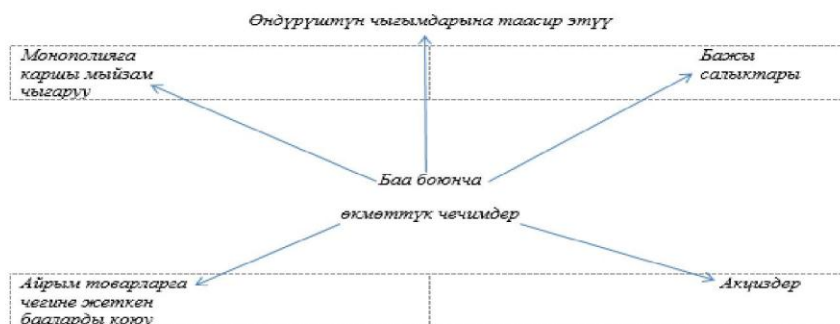 Өндүрүштүн чыгымдарына таасир этүү
Монополияга
каршы мыйзам
чыгаруу
Бажы
салыктары
Баа боюнча
өкмөттүк чечимдер
Айрым товарларга
чегине жеткен
бааларды коюу
Акциздер